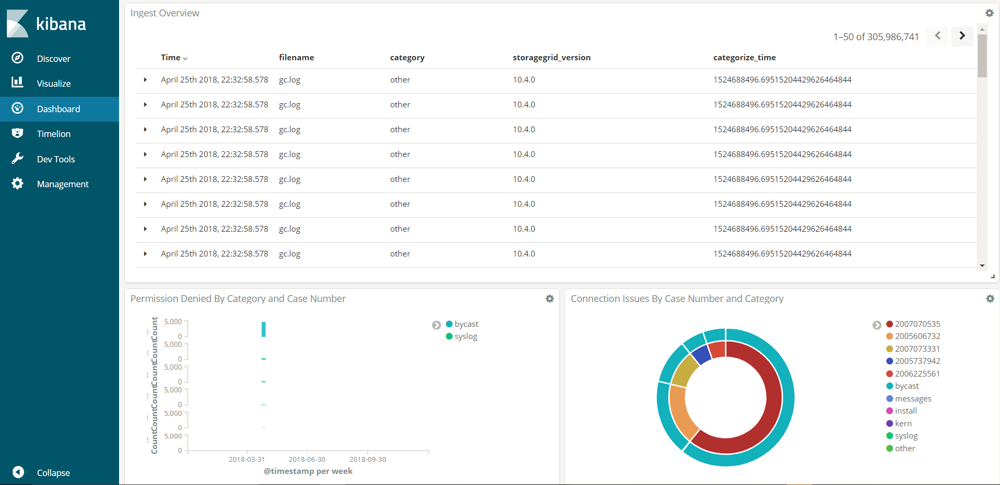 kibana
Discover
Visualize
Dashboard
Timelion
Dev Tools
Management
Collapse
Ingest Overview
1–50 of 305,986,741
Time filename category storagegrid_version categorize_time
April 25th 2018, 22:32:58.578 gc.log other 10.4.0 1524688496.69515204429626464844
April 25th 2018, 22:32:58.578 gc.log other 10.4.0 1524688496.69515204429626464844
April 25th 2018, 22:32:58.578 gc.log other 10.4.0 1524688496.69515204429626464844
April 25th 2018, 22:32:58.578 gc.log other 10.4.0 1524688496.69515204429626464844
April 25th 2018, 22:32:58.578 gc.log other 10.4.0 1524688496.69515204429626464844
April 25th 2018, 22:32:58.578 gc.log other 10.4.0 1524688496.69515204429626464844
April 25th 2018, 22:32:58.578 gc.log other 10.4.0 1524688496.69515204429626464844
April 25th 2018, 22:32:58.578 gc.log other 10.4.0 1524688496.69515204429626464844
Permission Denied By Category and Case Number
... Count 5,000
0
... Count 5,000
0
... Count 5,000
0
... Count 5,000
0
... Count 5,000
0
... Count 5,000
0
2018-03-31 2018-06-30 2018-09-30
@timestamp per week
bycast
syslog
Connection Issues By Case Number and Category
2007070535
2005606732
2007073331
2005737942
2006225561
bycast
messages
install
kern
syslog
other